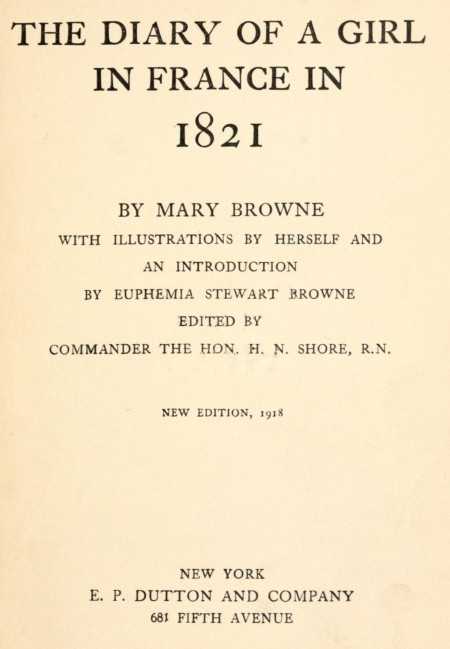 THE DIARY OF A GIRL
IN FRANCE IN
1821
BY MARY BROWNE
WITH ILLUSTRATIONS BY HERSELF AND
AN INTRODUCTION
BY EUPHEMIA STEWART BROWNE
EDITED BY
COMMANDER THE HON. H. N. SHORE, R.N.
NEW EDITION, 1918
NEW YORK
E. P. DUTTON AND COMPANY
681 FIFTH AVENUE